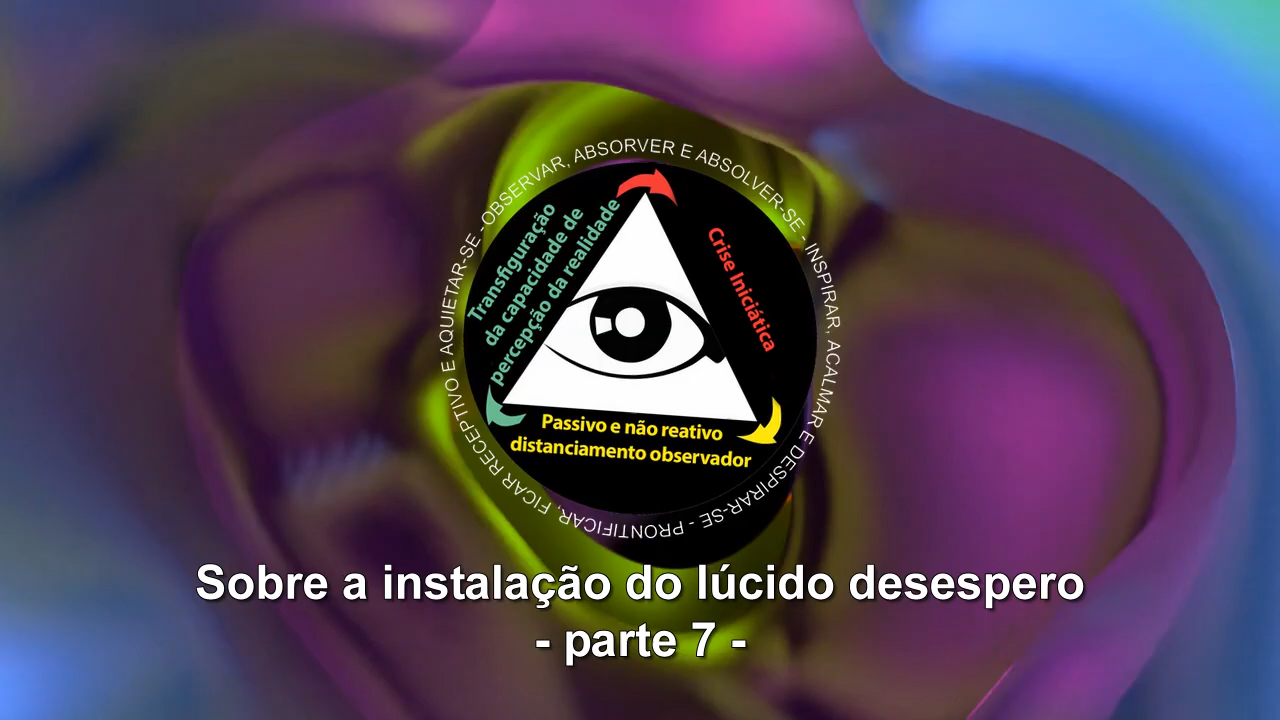 OBSERVAR, ABSORVER E ABSOLVER-SE - INSPIRAR, ACALMAR E DESPIRAR-SE - PRONTIFICAR, FICAR RECEPTIVO E AQUIETAR-SE -
Transfiguração
da capacidade de
percepção da realidade
Crise Iniciática
Passivo e não reativo
distanciamento observador
Sobre a instalação do lúcido desespero
- parte 7 -